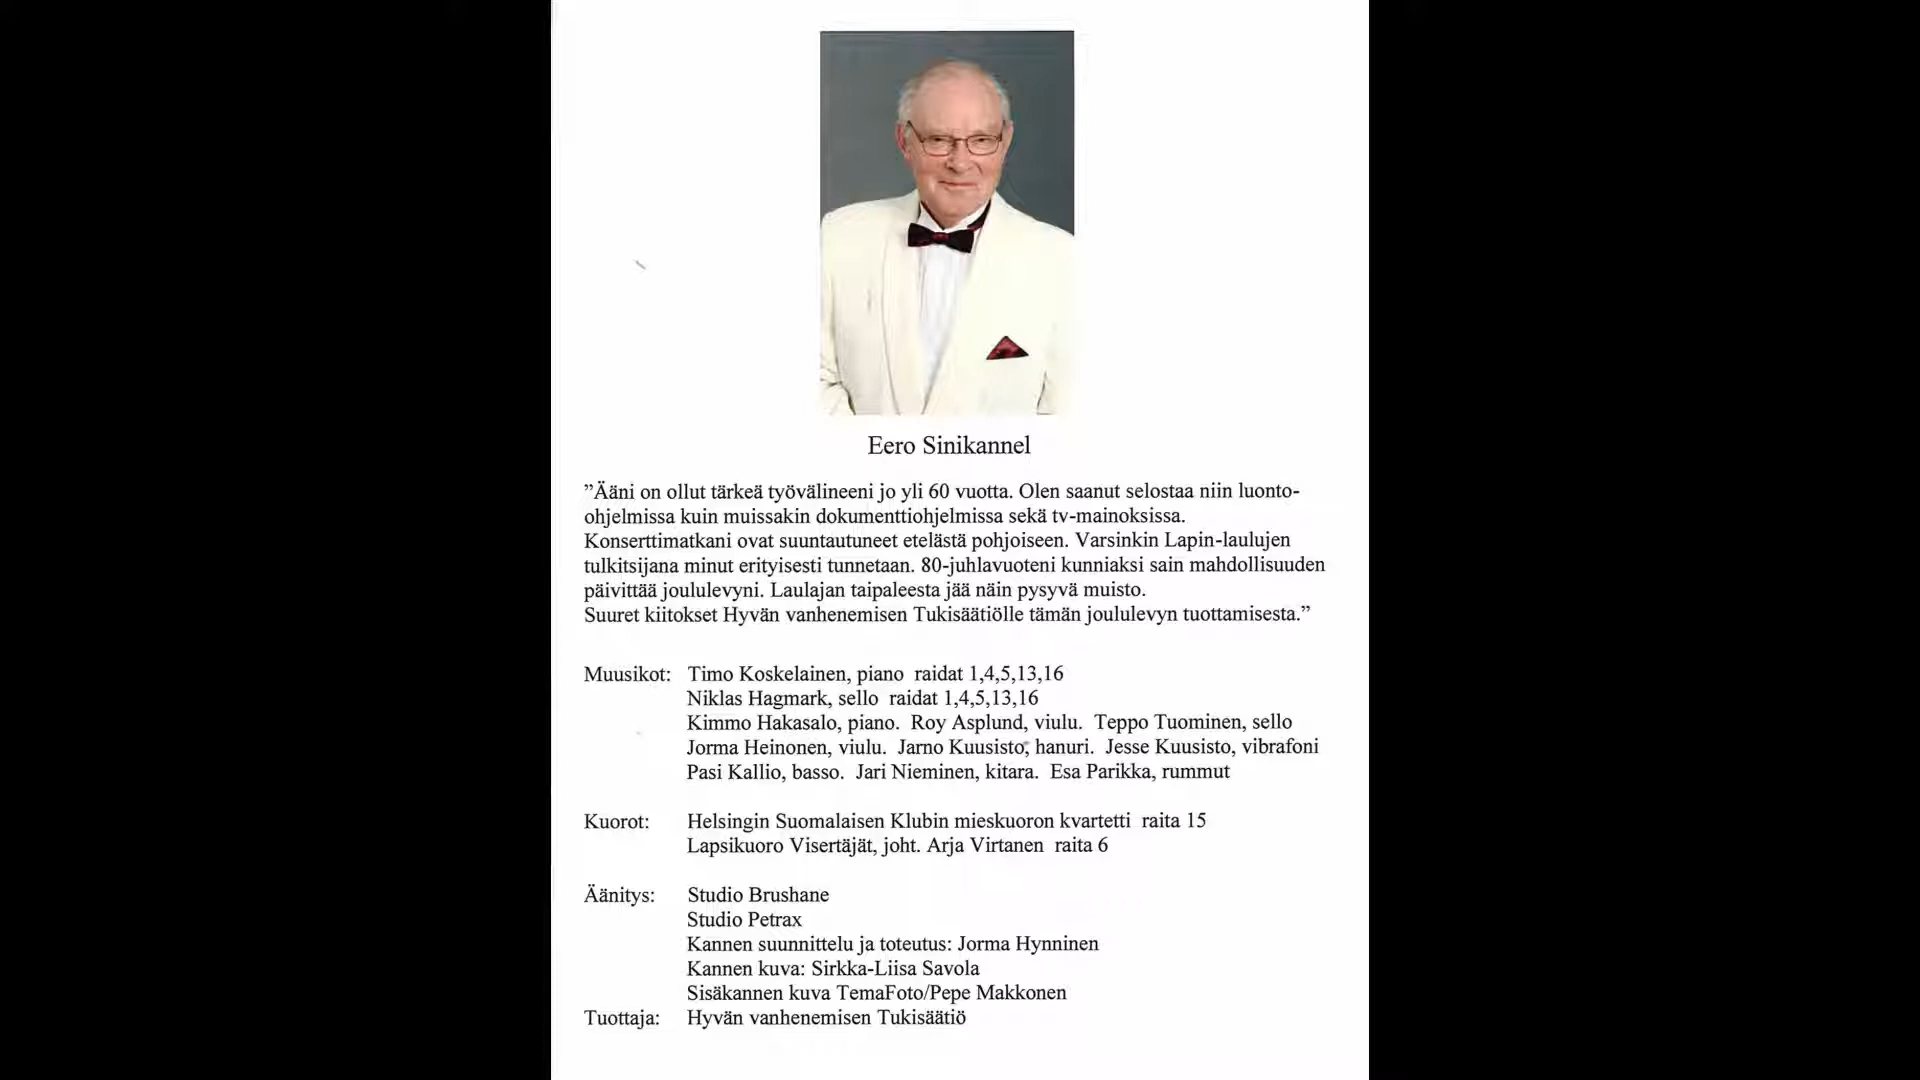 Eero Sinikannel
”Ääni on ollut tärkeä työvälineeni jo yli 60 vuotta. Olen saanut selostaa niin luonto-
ohjelmissa kuin muissakin dokumenttiohjelmissa sekä tv-mainoksissa.
Konserttimatkani ovat suuntautuneet etelästä pohjoiseen. Varsinkin Lapin-laulujen
tulkitsijana minut erityisesti tunnetaan. 80-juhlavuoteni kunniaksi sain mahdollisuuden
päivittää joululevyni. Laulajan taipaleesta jää näin pysyvä muisto.
Suuret kiitokset Hyvän vanhenemisen Tukisäätiölle tämän joululevyn tuottamisesta.”
Muusikot: Timo Koskelainen, piano raidat 1,4,5,13,16
Niklas Hagmark, sello raidat 1,4,5,13,16
Kimmo Hakasalo, piano. Roy Asplund, viulu. Teppo Tuominen, sello
Jorma Heinonen, viulu. Jarno Kuusisto, hanuri. Jesse Kuusisto, vibrafoni
Pasi Kallio, basso. Jari Nieminen, kitara. Esa Parikka, rummut
Kuorot: Helsingin Suomalaisen Klubin mieskuoron kvartetti raita 15
Lapsikuoro Visertäjät, joht. Arja Virtanen raita 6
Äänitys: Studio Brushane
Studio Petrax
Kannen suunnittelu ja toteutus: Jorma Hynninen
Kannen kuva: Sirkka-Liisa Savola
Sisäkannen kuva TemaFoto/Pepe Makkonen
Tuottaja: Hyvän vanhenemisen Tukisäätiö